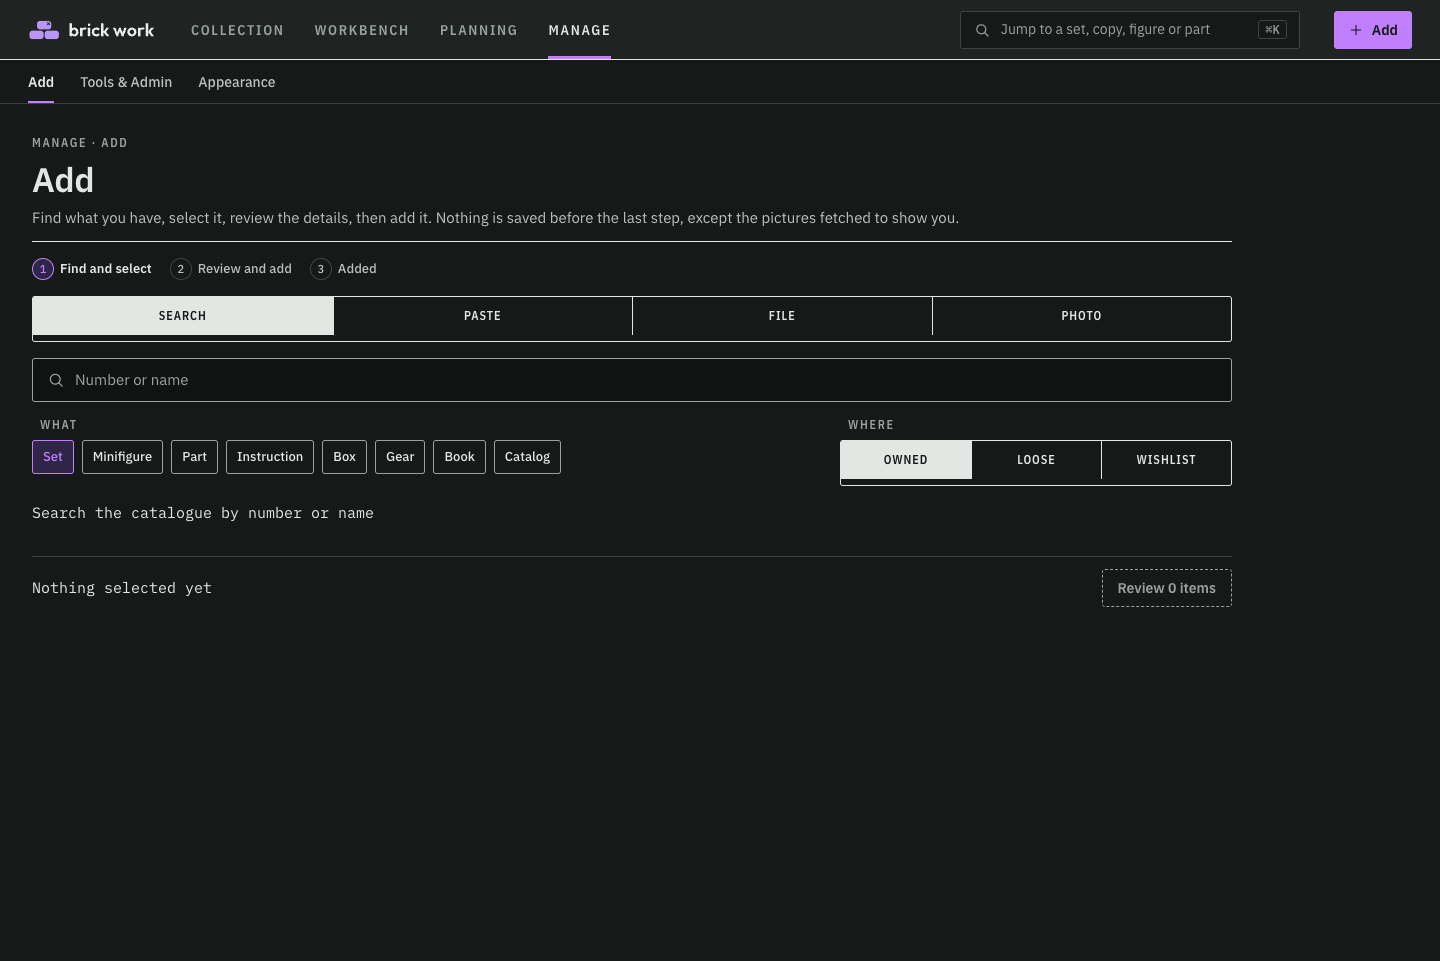 brick work
COLLECTION
WORKBENCH
PLANNING
MANAGE
Jump to a set, copy, figure or part
⌘K
+ Add
Add
Tools & Admin
Appearance
MANAGE · ADD
Add
Find what you have, select it, review the details, then add it. Nothing is saved before the last step, except the pictures fetched to show you.
1 Find and select
2 Review and add
3 Added
SEARCH
PASTE
FILE
PHOTO
Number or name
WHAT
Set
Minifigure
Part
Instruction
Box
Gear
Book
Catalog
WHERE
OWNED
LOOSE
WISHLIST
Search the catalogue by number or name
Nothing selected yet
Review 0 items